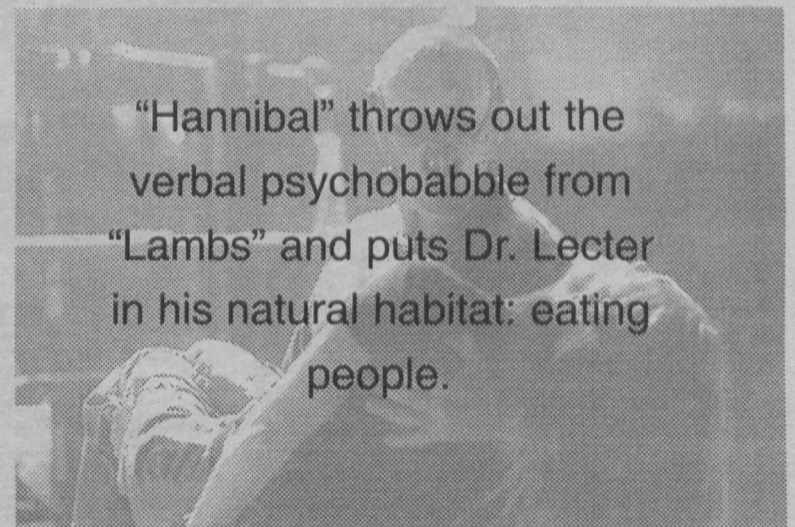 “Hannibal” throws out the
verbal psychobabble from
“Lambs” and puts Dr. Lecter
in his natural habitat: eating
people.